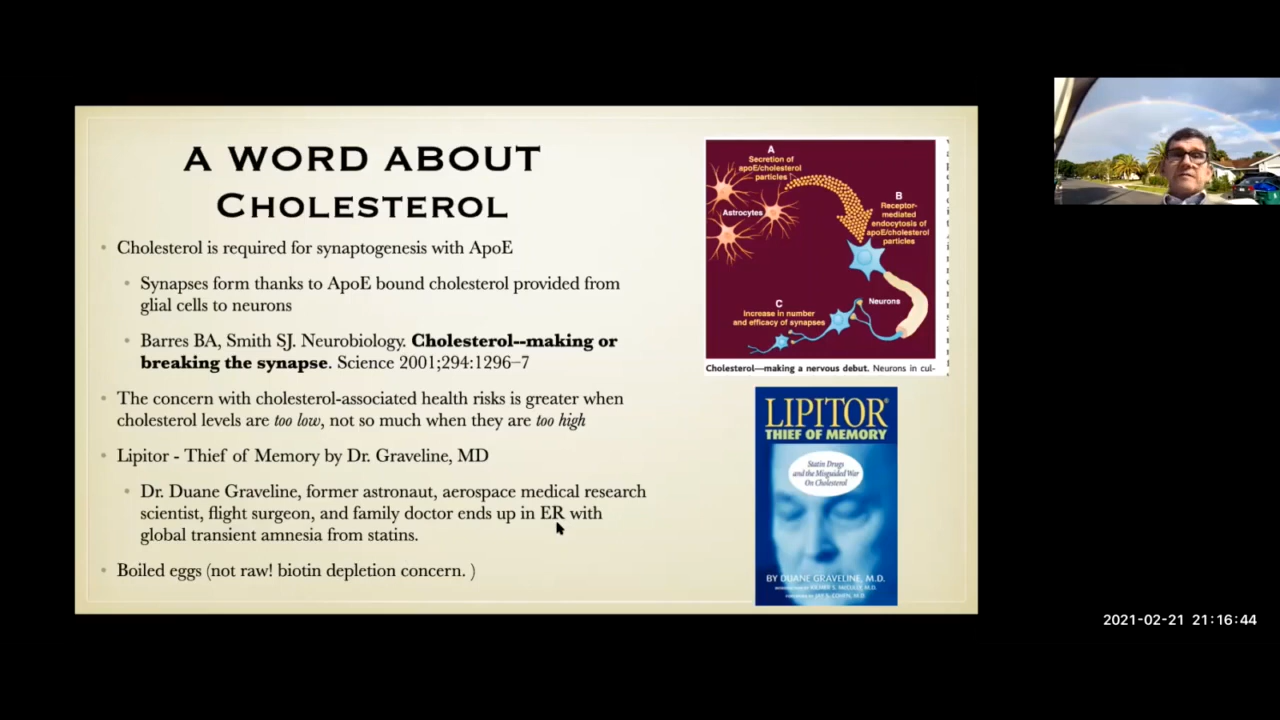 A WORD ABOUT
CHOLESTEROL
• Cholesterol is required for synaptogenesis with ApoE
• Synapses form thanks to ApoE bound cholesterol provided from
glial cells to neurons
• Barres BA, Smith SJ. Neurobiology. Cholesterol--making or
breaking the synapse. Science 2001;294:1296–7
• The concern with cholesterol-associated health risks is greater when
cholesterol levels are too low, not so much when they are too high
• Lipitor - Thief of Memory by Dr. Graveline, MD
• Dr. Duane Graveline, former astronaut, aerospace medical research
scientist, flight surgeon, and family doctor ends up in ER with
global transient amnesia from statins.
• Boiled eggs (not raw! biotin depletion concern. )
A
Secretion of
apoE/cholesterol
particles
Astrocytes
B
Receptor-
mediated
endocytosis of
apoE/cholesterol
particles
Neurons
C
Increase in number
and efficacy of synapses
Cholesterol—making a nervous debut. Neurons in cul-
LIPITOR®
THIEF OF MEMORY
Statin Drugs
and the Misguided War
On Cholesterol
BY DUANE GRAVELINE, M.D.
2021-02-21 21:16:44